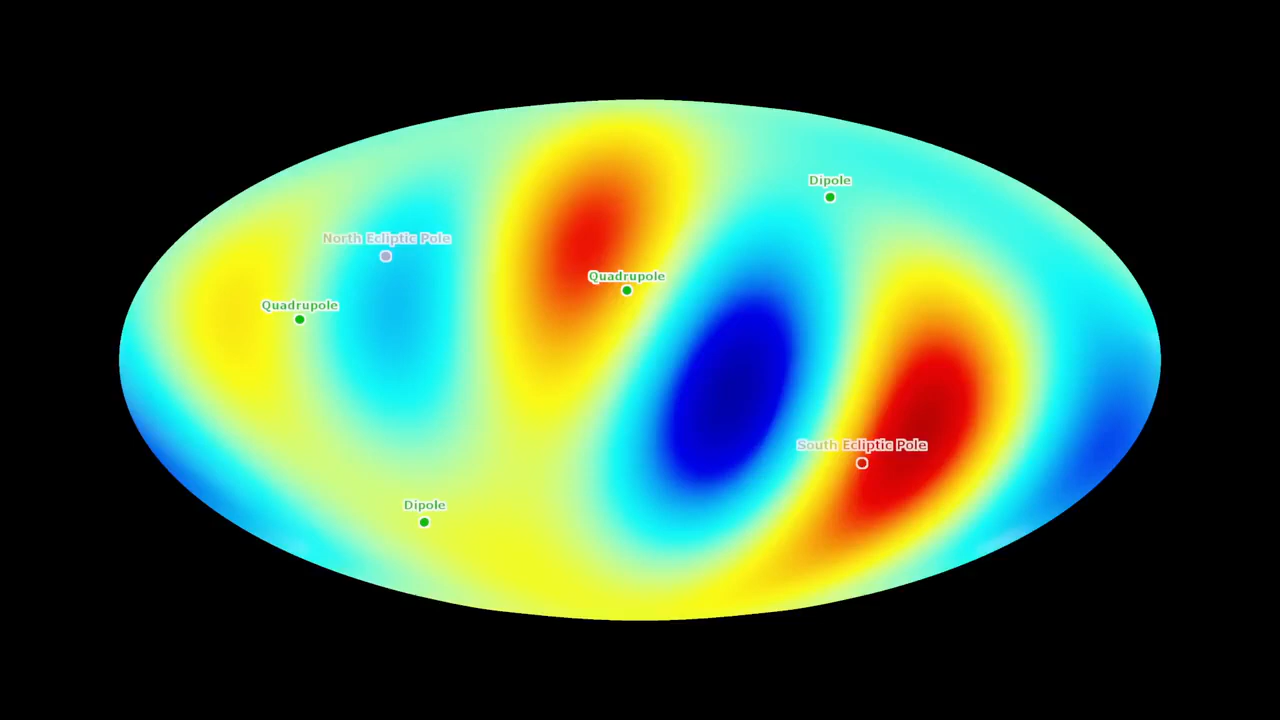 Dipole
North Ecliptic Pole
Quadrupole
Quadrupole
South Ecliptic Pole
Dipole